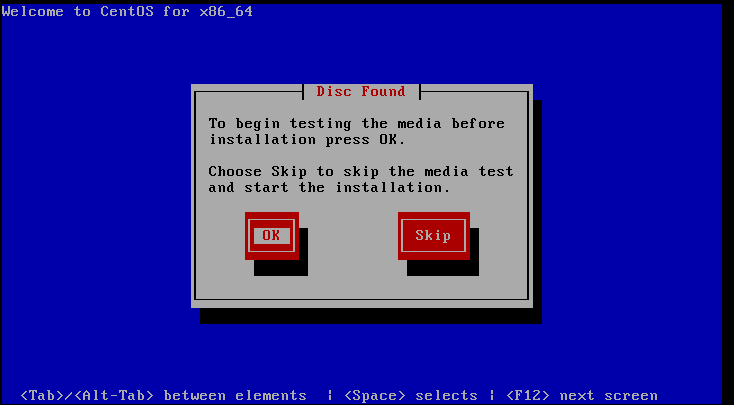 Welcome to CentOS for x86_64
Disc Found
To begin testing the media before
installation press OK.
Choose Skip to skip the media test
and start the installation.
OK Skip
<Tab>/<Alt-Tab> between elements | <Space> selects | <F12> next screen